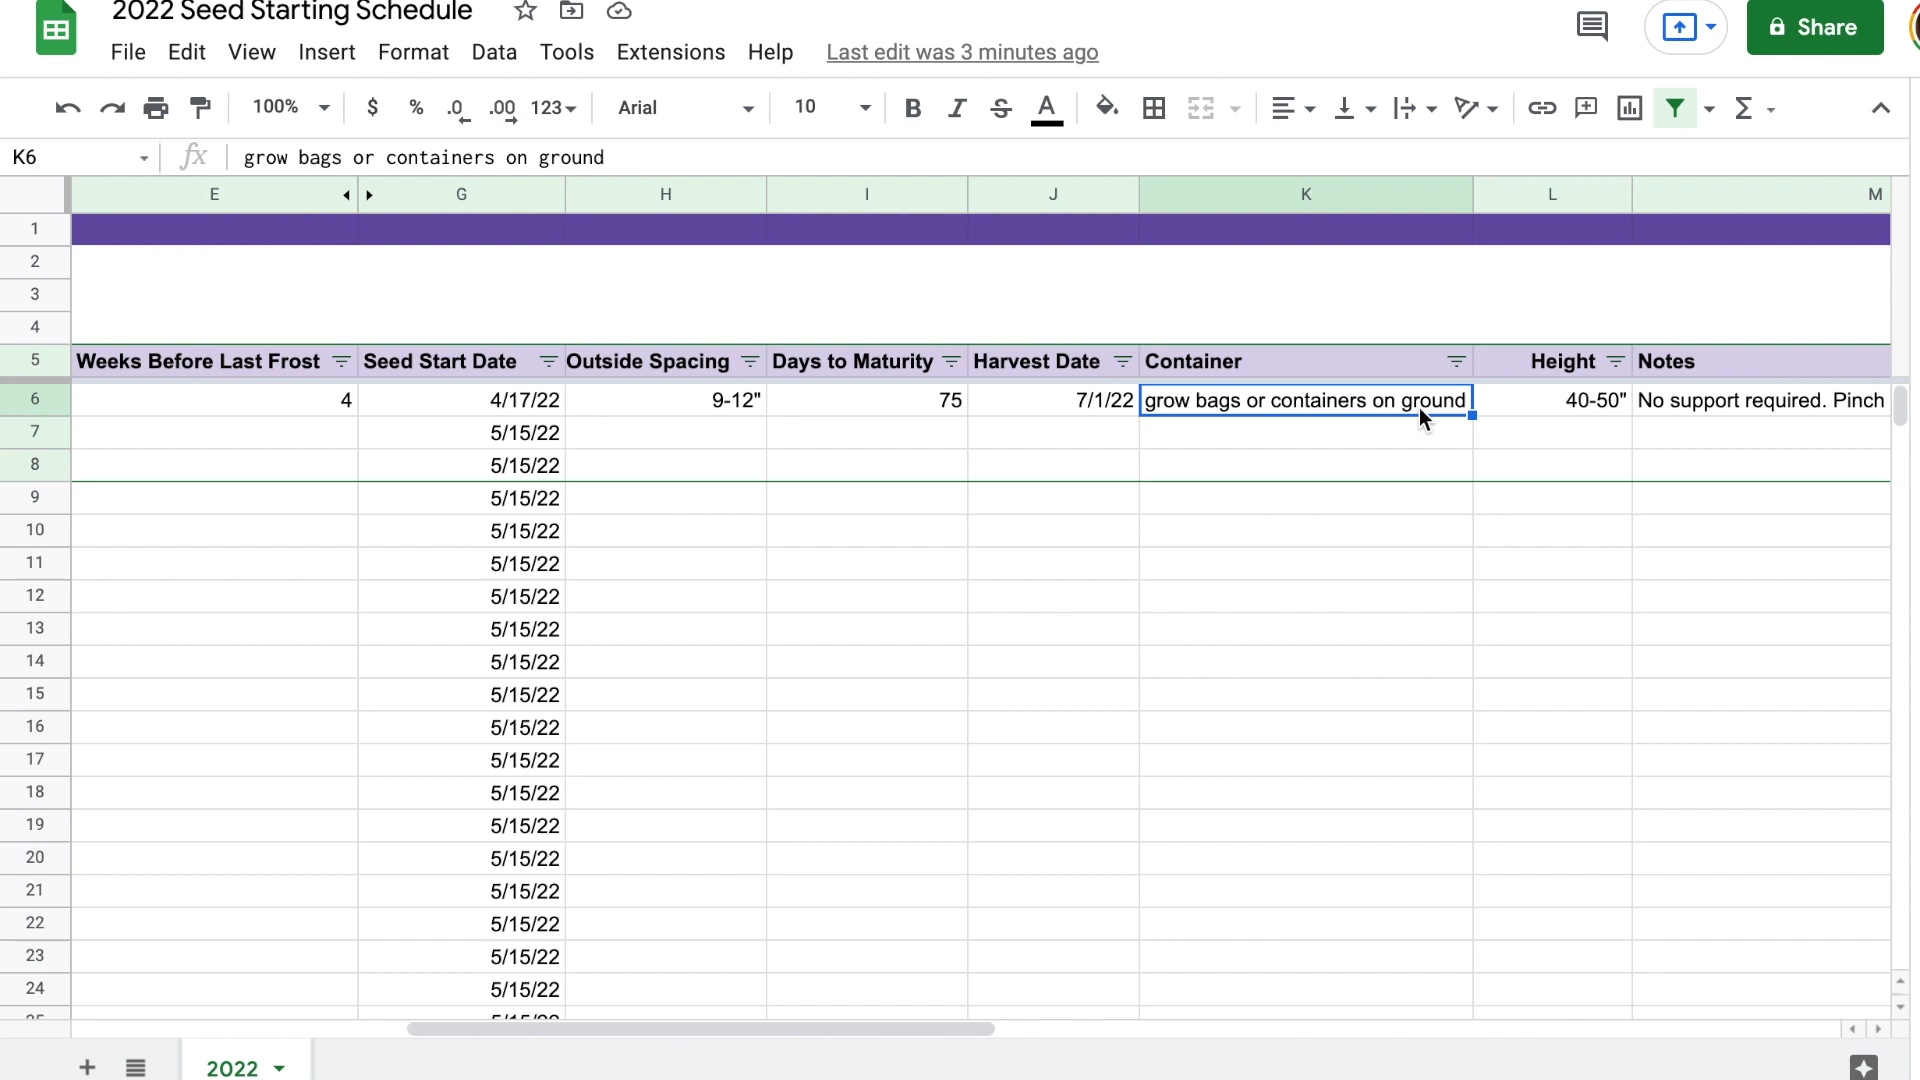 2022 Seed Starting Schedule
File Edit View Insert Format Data Tools Extensions Help Last edit was 3 minutes ago
Share
100% $ % .0 .00 123 Arial 10 B I S A Σ
K6 fx grow bags or containers on ground
E G H I J K L M
1
2
3
4
5 Weeks Before Last Frost Seed Start Date Outside Spacing Days to Maturity Harvest Date Container Height Notes
6 4 4/17/22 9-12" 75 7/1/22 grow bags or containers on ground 40-50" No support required. Pinch
7 5/15/22
8 5/15/22
9 5/15/22
10 5/15/22
11 5/15/22
12 5/15/22
13 5/15/22
14 5/15/22
15 5/15/22
16 5/15/22
17 5/15/22
18 5/15/22
19 5/15/22
20 5/15/22
21 5/15/22
22 5/15/22
23 5/15/22
24 5/15/22
2022